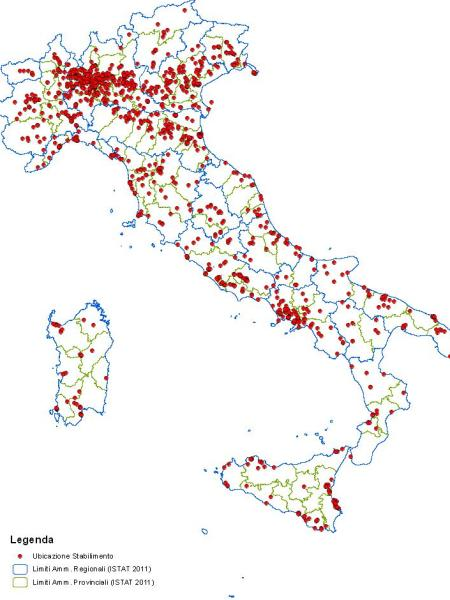 Legenda
Ubicazione Stabilimento
Limiti Amm. Regionali (ISTAT 2011)
Limiti Amm. Provinciali (ISTAT 2011)